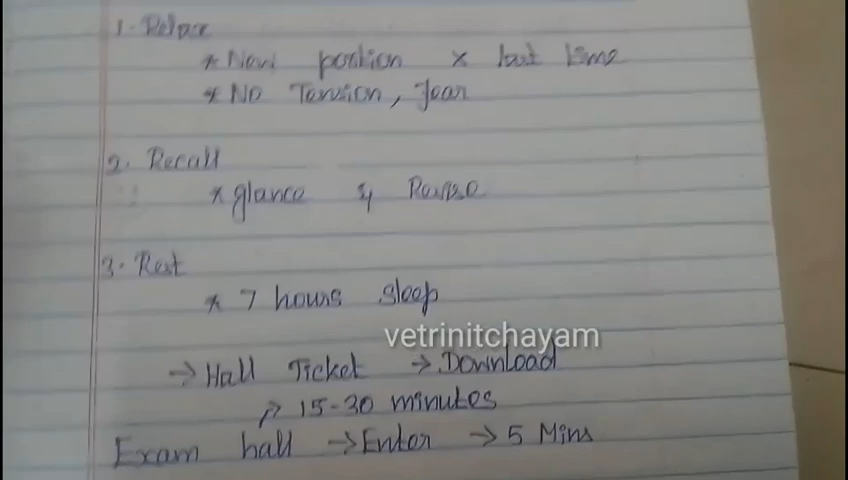 1. Relax
* New portion × last time
* No Tension, fear
2. Recall
* glance & Revise
3. Rest
* 7 hours sleep
vetrinitchayam
→ Hall Ticket → Download
→ 15-30 minutes
Exam hall → Enter → 5 Mins